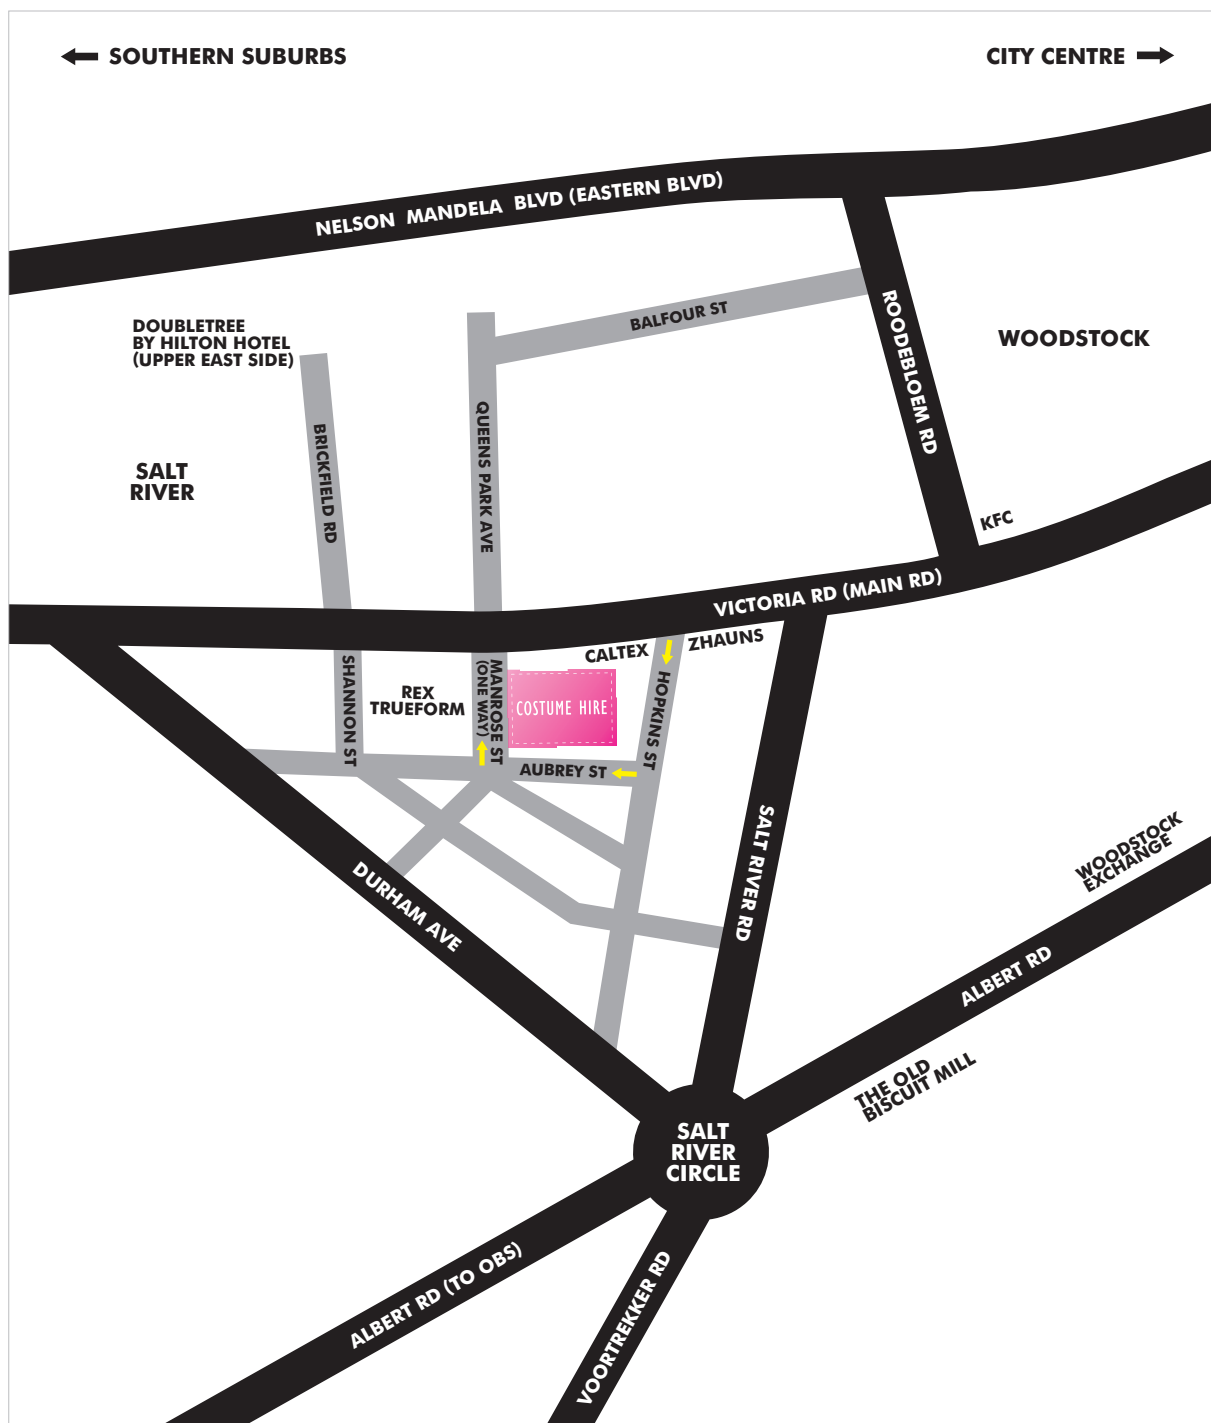 SOUTHERN SUBURBS
CITY CENTRE
NELSON MANDELA BLVD (EASTERN BLVD)
DOUBLETREE
BY HILTON HOTEL
(UPPER EAST SIDE)
BALFOUR ST
ROODEBLOEM RD
WOODSTOCK
QUEENS PARK AVE
BRICKFIELD RD
SALT
RIVER
KFC
VICTORIA RD (MAIN RD)
CALTEX
ZHAUNS
SHANNON ST
REX
TRUEFORM
MANROSE ST
(ONE WAY)
COSTUME HIRE
HOPKINS ST
AUBREY ST
SALT RIVER RD
DURHAM AVE
WOODSTOCK
EXCHANGE
ALBERT RD
THE OLD
BISCUIT MILL
SALT
RIVER
CIRCLE
ALBERT RD (TO OBS)
VOORTREKKER RD